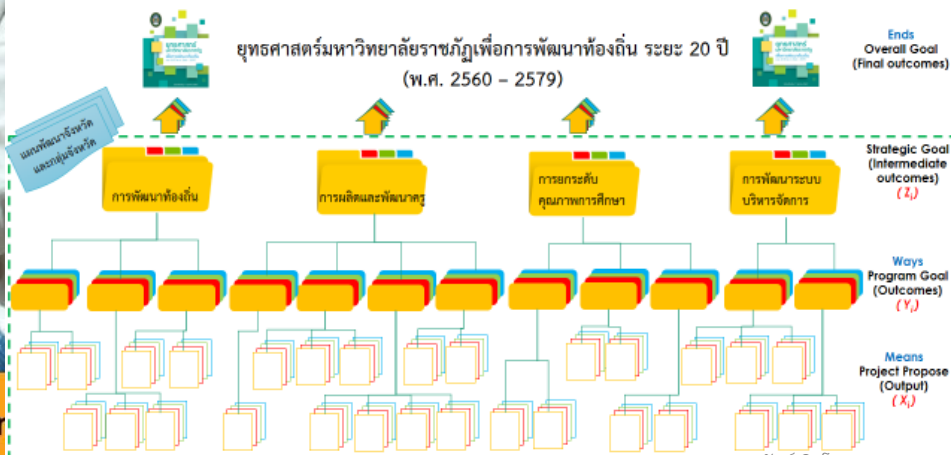 ยุทธศาสตร์มหาวิทยาลัยราชภัฏเพื่อการพัฒนาท้องถิ่น ระยะ 20 ปี
(พ.ศ. 2560 – 2579)
Ends
Overall Goal
(Final outcomes)
แผนพัฒนาจังหวัด
และกลุ่มจังหวัด
การพัฒนาท้องถิ่น
การผลิตและพัฒนาครู
การยกระดับ
คุณภาพการศึกษา
การพัฒนาระบบ
บริหารจัดการ
Strategic Goal
(Intermediate
outcomes)
(Zi)
Ways
Program Goal
(Outcomes)
(Yi)
Means
Project Propose
(Output)
(Xi)